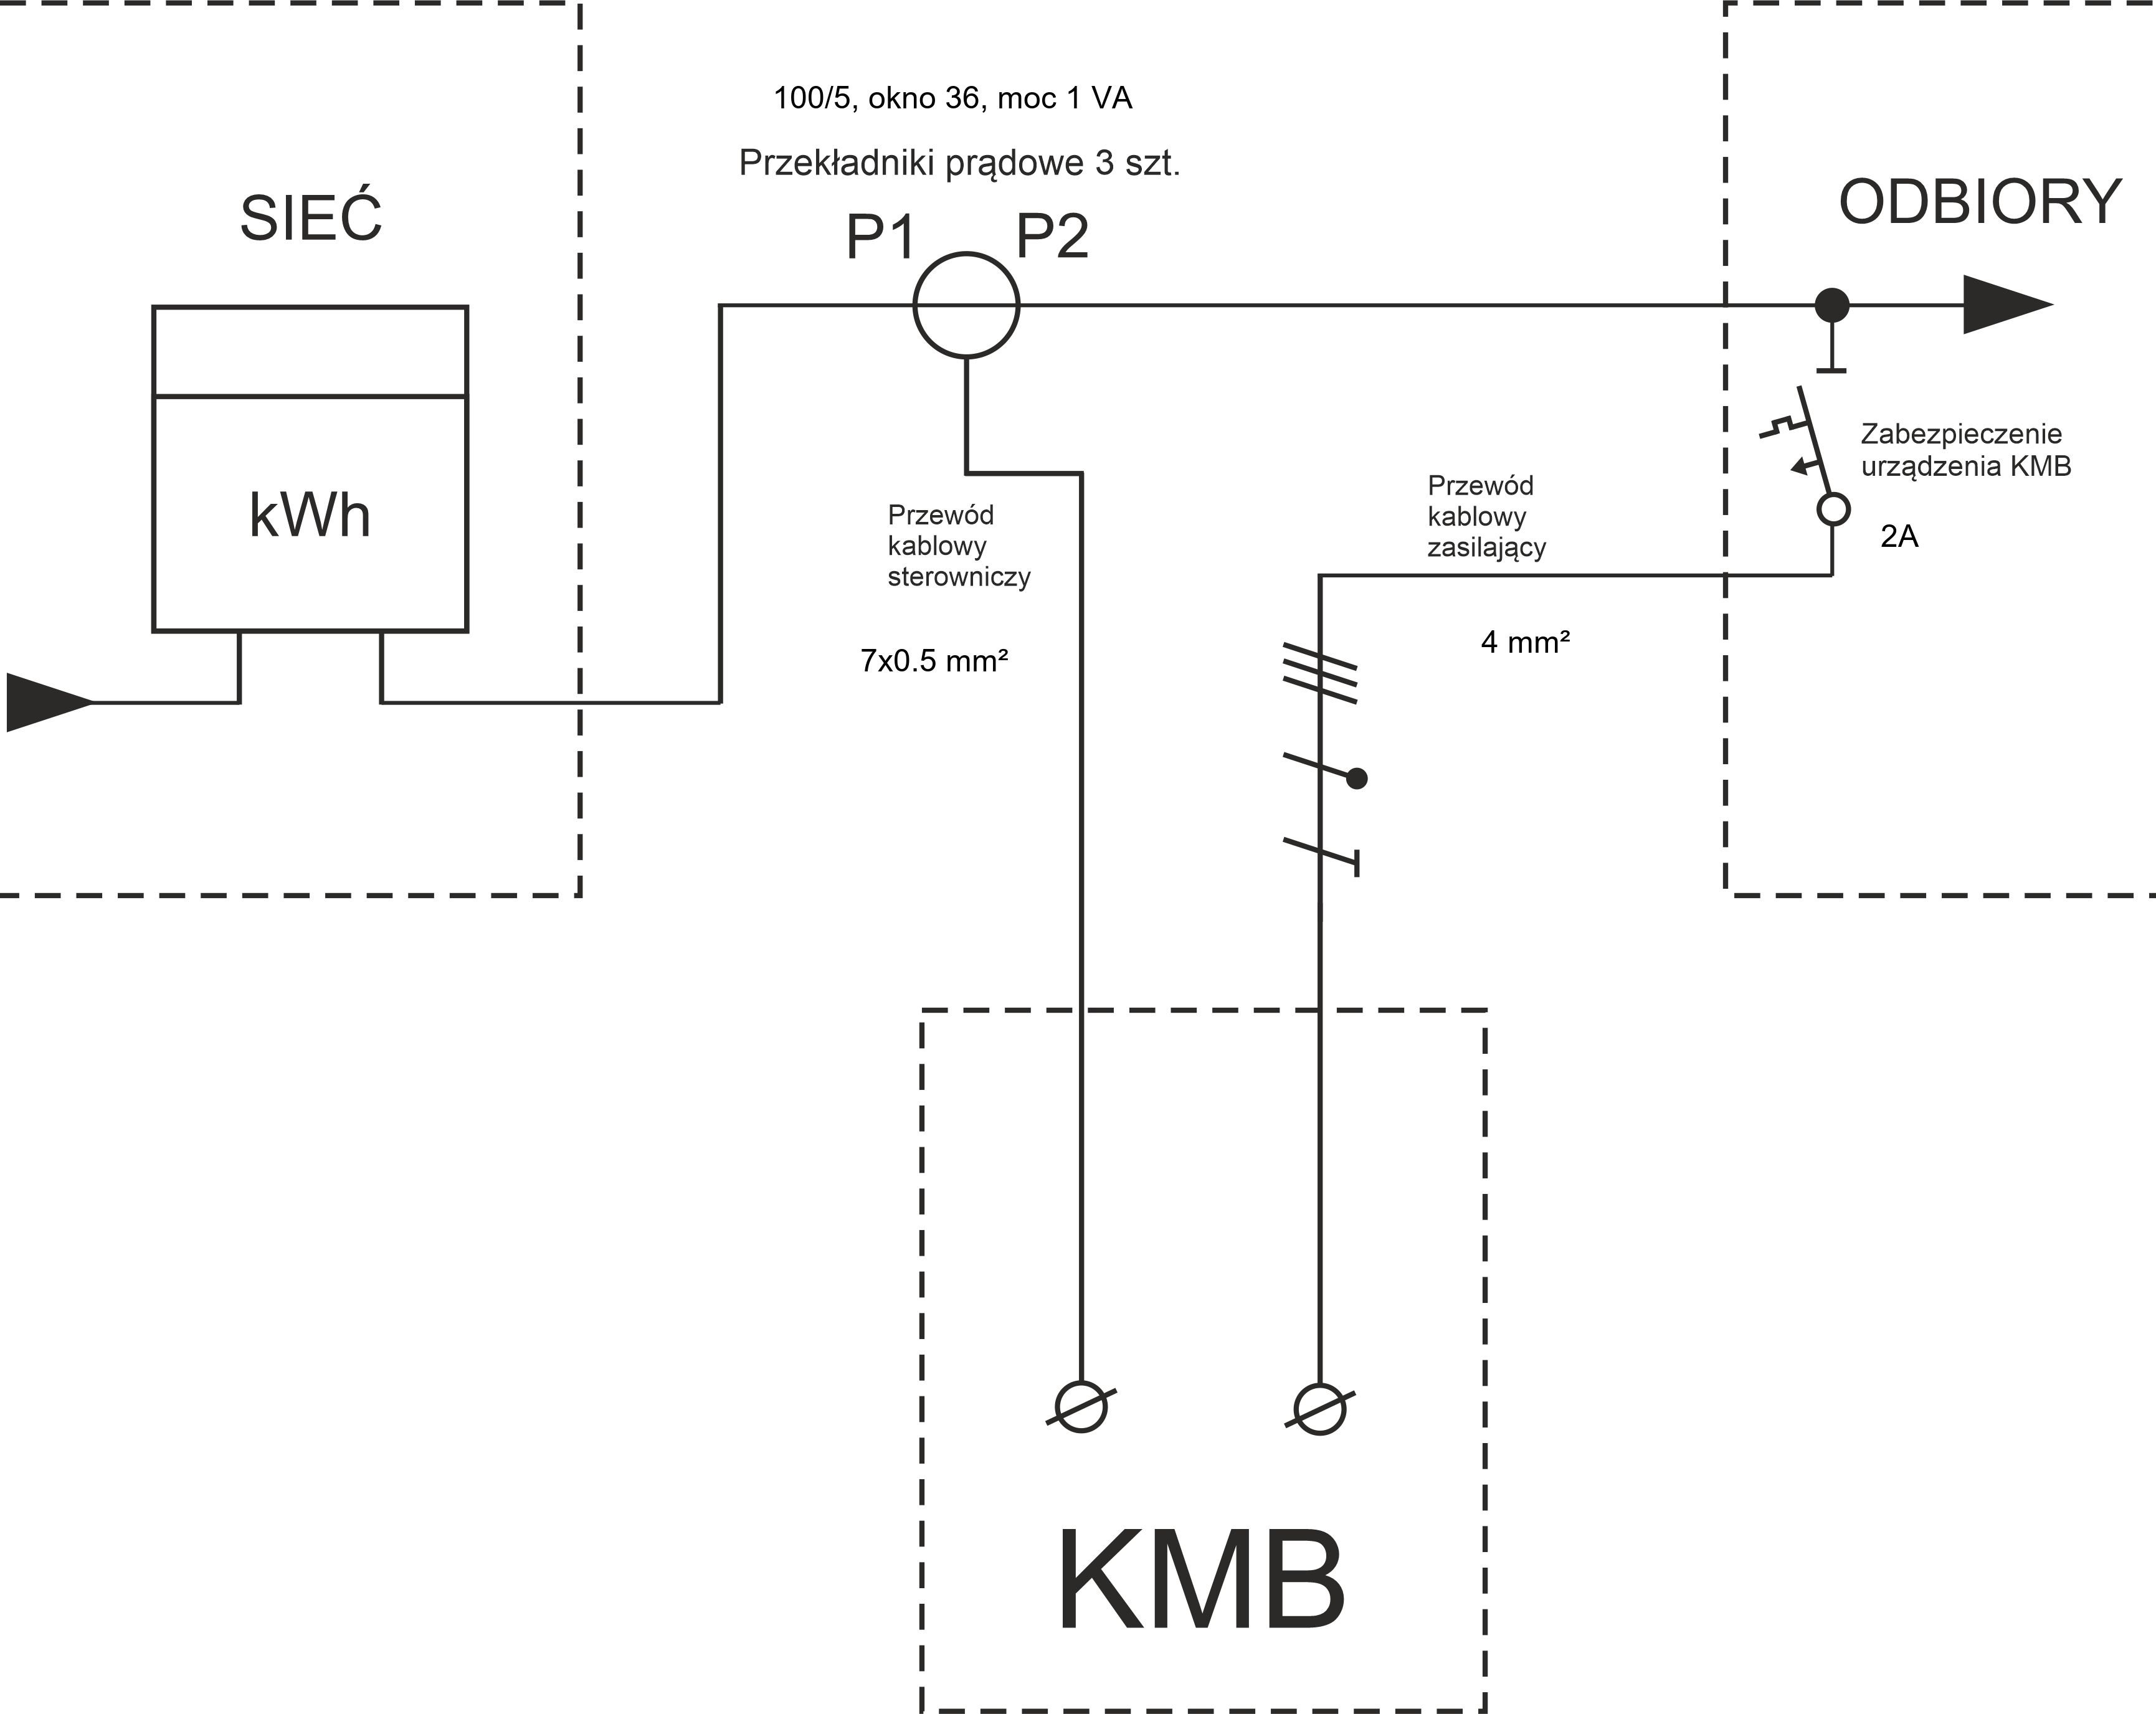 100/5, okno 36, moc 1 VA
Przekładniki prądowe 3 szt.
SIEĆ
P1
P2
ODBIORY
kWh
Zabezpieczenie
urządzenia KMB
2A
Przewód
kablowy
sterowniczy
7x0.5 mm²
Przewód
kablowy
zasilający
4 mm²
KMB